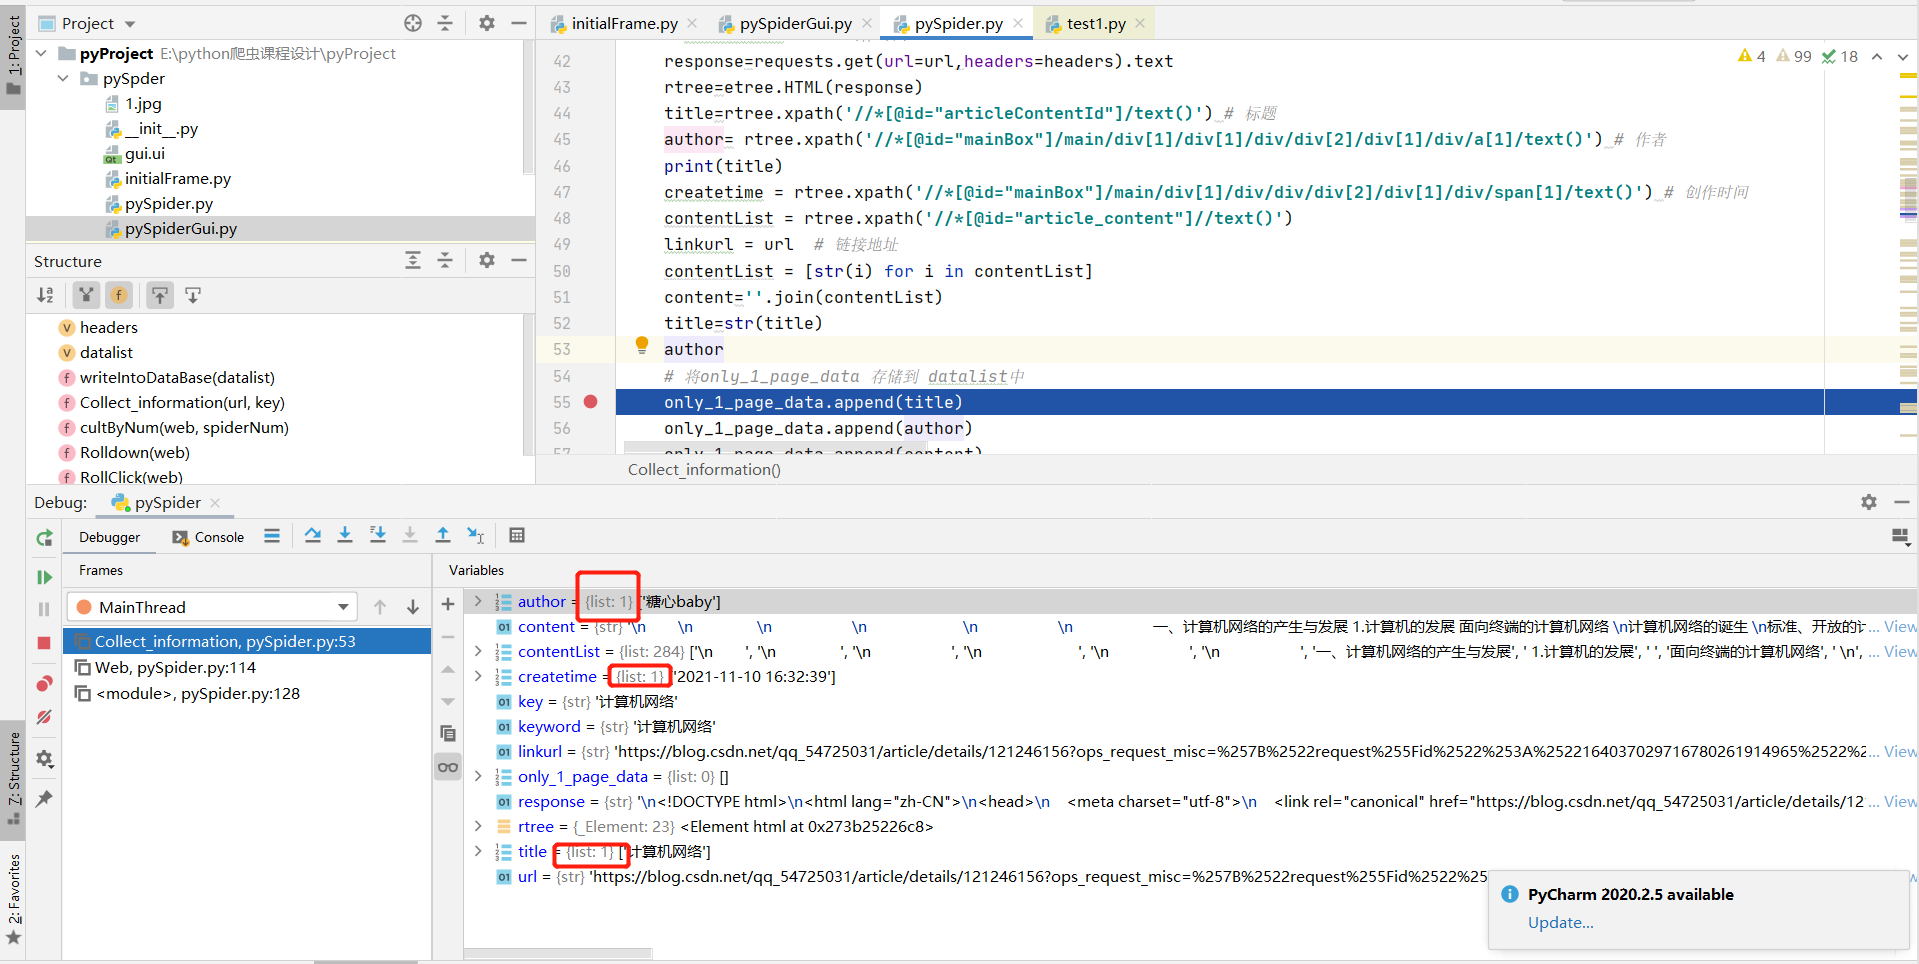 1: Project
Project
pyProject E:\python爬虫课程设计\pyProject
pySpder
1.jpg
__init__.py
gui.ui
initialFrame.py
pySpider.py
pySpiderGui.py
Structure
headers
datalist
writeIntoDataBase(datalist)
Collect_information(url, key)
cultByNum(web, spiderNum)
Rolldown(web)
RollClick(web)
initialFrame.py
pySpiderGui.py
pySpider.py
test1.py
4 99 18
42 response=requests.get(url=url,headers=headers).text
43 rtree=etree.HTML(response)
44 title=rtree.xpath('//*[@id="articleContentId"]/text()') # 标题
45 author= rtree.xpath('//*[@id="mainBox"]/main/div[1]/div[1]/div/div[2]/div[1]/div/a[1]/text()') # 作者
46 print(title)
47 createtime = rtree.xpath('//*[@id="mainBox"]/main/div[1]/div/div/div[2]/div[1]/div/span[1]/text()') # 创作时间
48 contentList = rtree.xpath('//*[@id="article_content"]//text()')
49 linkurl = url # 链接地址
50 contentList = [str(i) for i in contentList]
51 content=''.join(contentList)
52 title=str(title)
53 author
54 # 将only_1_page_data 存储到 datalist中
55 only_1_page_data.append(title)
56 only_1_page_data.append(author)
57 only_1_page_data.append(content)
Collect_information()
Debug: pySpider
Debugger Console
Frames
MainThread
Collect_information, pySpider.py:53
Web, pySpider.py:114
<module>, pySpider.py:128
Variables
author = {list: 1} ['糖心baby']
content = {str} '\n \n \n \n \n \n 一、计算机网络的产生与发展 1.计算机的发展 面向终端的计算机网络 \n计算机网络的诞生 \n标准、开放的计... View
contentList = {list: 284} ['\n ', '\n ', '\n ', '\n ', '\n ', '\n ', '一、计算机网络的产生与发展', ' 1.计算机的发展', ' ', '面向终端的计算机网络', ' \n', ... View
createtime = {list: 1} ['2021-11-10 16:32:39']
key = {str} '计算机网络'
keyword = {str} '计算机网络'
linkurl = {str} 'https://blog.csdn.net/qq_54725031/article/details/121246156?ops_request_misc=%257B%2522request%255Fid%2522%253A%2522164037029716780261914965%2522%2... View
only_1_page_data = {list: 0} []
response = {str} '\n<!DOCTYPE html>\n<html lang="zh-CN">\n<head>\n <meta charset="utf-8">\n <link rel="canonical" href="https://blog.csdn.net/qq_54725031/article/details/12... View
rtree = {_Element: 23} <Element html at 0x273b25226c8>
title = {list: 1} ['计算机网络']
url = {str} 'https://blog.csdn.net/qq_54725031/article/details/121246156?ops_request_misc=%257B%2522request%255Fid%2522%25
PyCharm 2020.2.5 available
Update...
7: Structure
2: Favorites